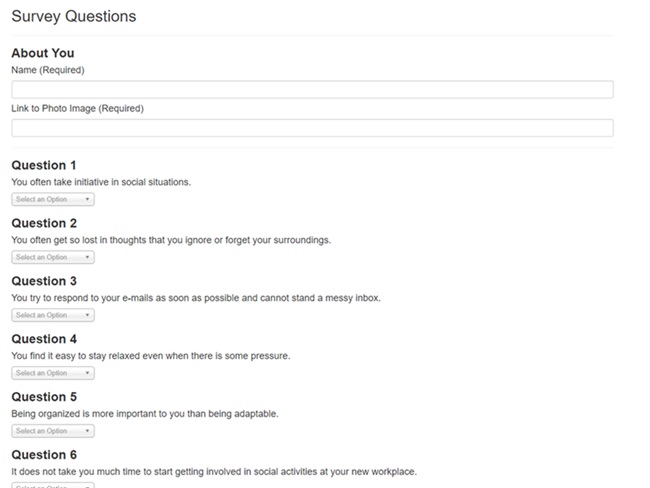 Survey Questions
About You
Name (Required)
Link to Photo Image (Required)
Question 1
You often take initiative in social situations.
Select an Option
Question 2
You often get so lost in thoughts that you ignore or forget your surroundings.
Select an Option
Question 3
You try to respond to your e-mails as soon as possible and cannot stand a messy inbox.
Select an Option
Question 4
You find it easy to stay relaxed even when there is some pressure.
Select an Option
Question 5
Being organized is more important to you than being adaptable.
Select an Option
Question 6
It does not take you much time to start getting involved in social activities at your new workplace.
Select an Option